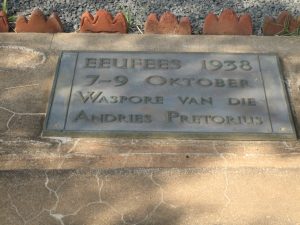 EEUFEES 1938
7-9 OKTOBER
WASPORE VAN DIE
ANDRIES PRETORIUS